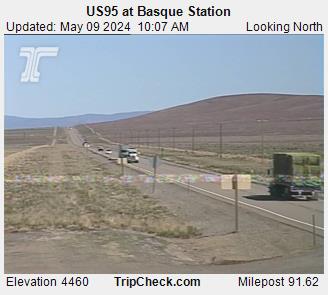 US95 at Basque Station
Updated: May 09 2024 10:07 AM Looking North
Elevation 4460 TripCheck.com Milepost 91.62